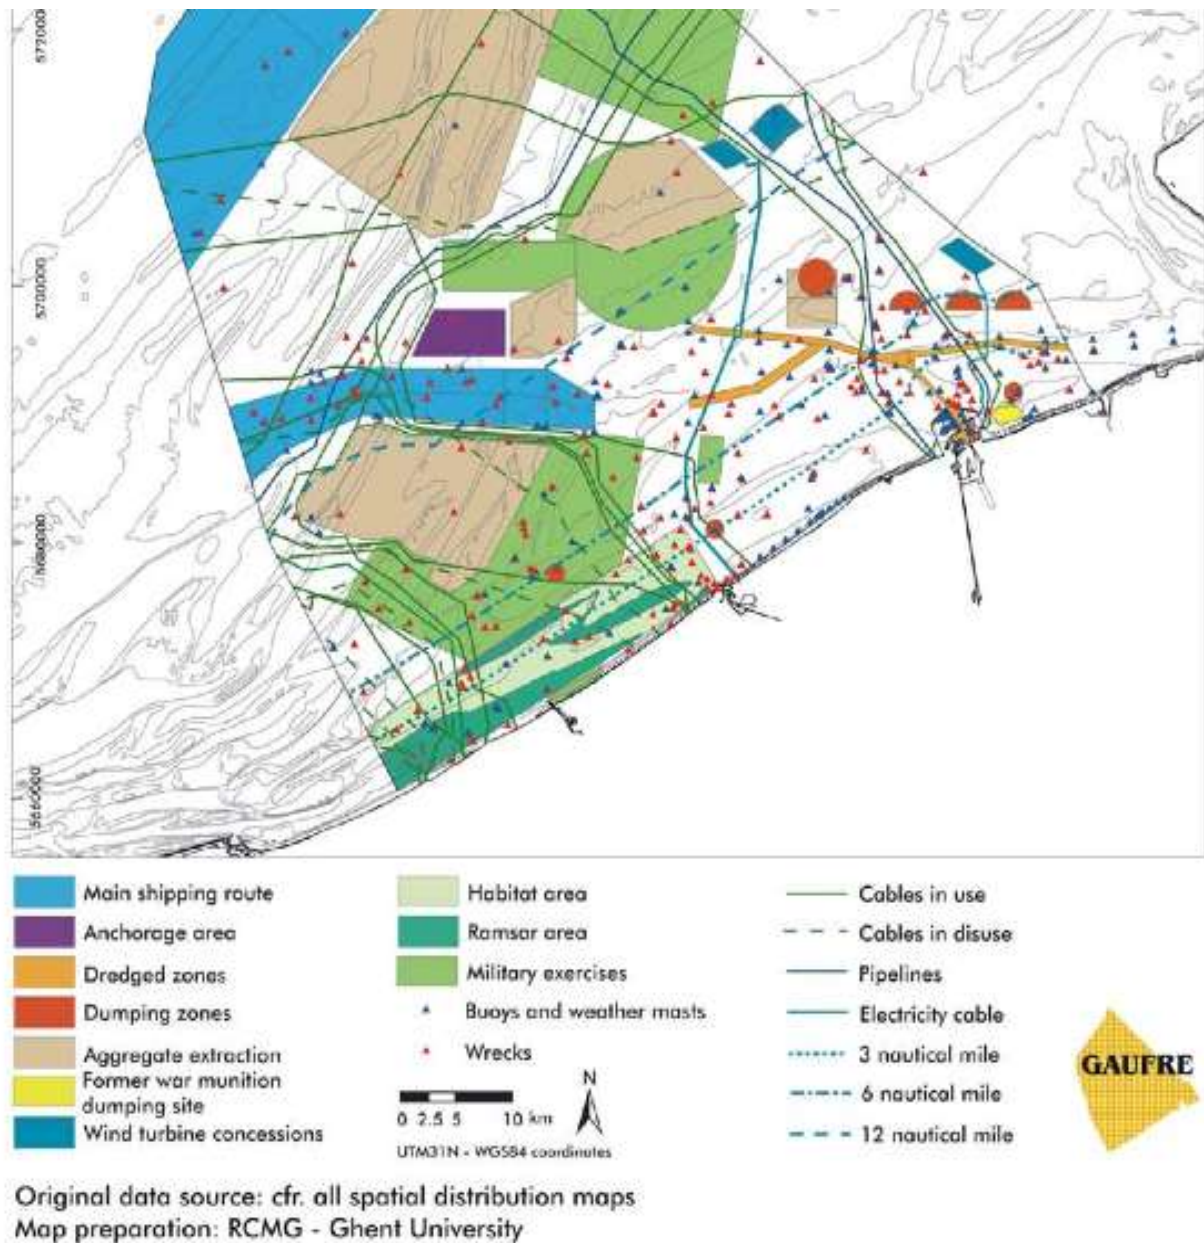 572000
5700000
5680000
5660000
Main shipping route
Anchorage area
Dredged zones
Dumping zones
Aggregate extraction
Former war munition
dumping site
Wind turbine concessions
Habitat area
Ramsar area
Military exercises
Buoys and weather masts
Wrecks
N
0 2.5 5 10 km
UTM31N - WGS84 coordinates
Cables in use
Cables in disuse
Pipelines
Electricity cable
3 nautical mile
6 nautical mile
12 nautical mile
GAUFRE
Original data source: cfr. all spatial distribution maps
Map preparation: RCMG - Ghent University